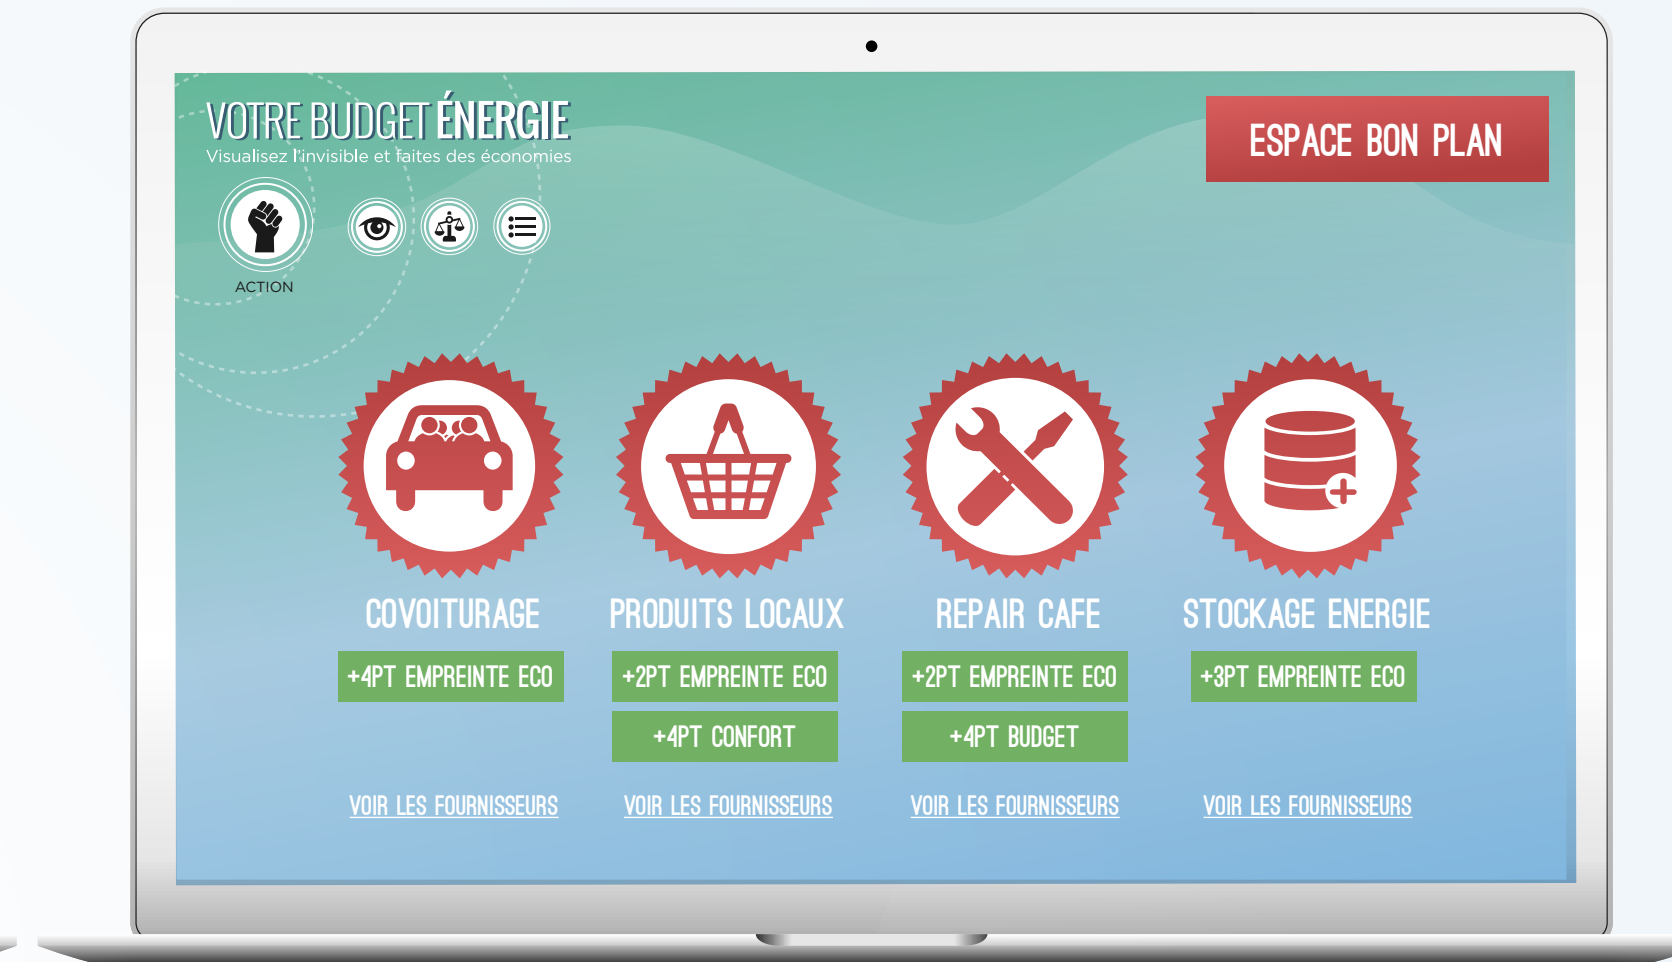 VOTRE BUDGET ÉNERGIE
Visualisez l'invisible et faites des économies
ESPACE BON PLAN
ACTION
COVOITURAGE
+4PT EMPREINTE ECO
VOIR LES FOURNISSEURS
PRODUITS LOCAUX
+2PT EMPREINTE ECO
+4PT CONFORT
VOIR LES FOURNISSEURS
REPAIR CAFE
+2PT EMPREINTE ECO
+4PT BUDGET
VOIR LES FOURNISSEURS
STOCKAGE ENERGIE
+3PT EMPREINTE ECO
VOIR LES FOURNISSEURS